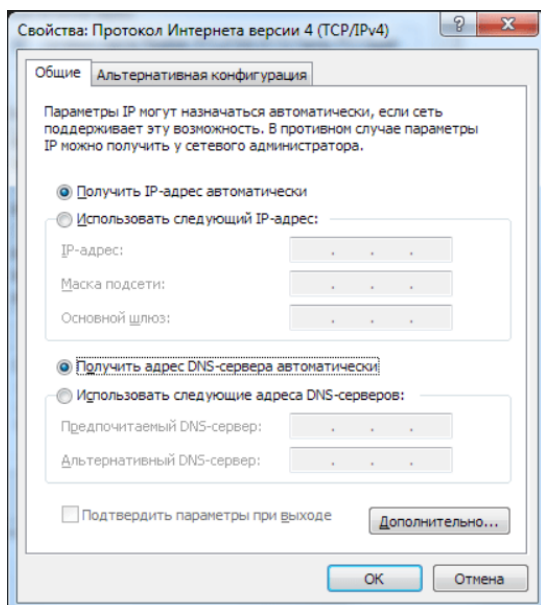 Свойства: Протокол Интернета версии 4 (TCP/IPv4)
Общие
Альтернативная конфигурация
Параметры IP могут назначаться автоматически, если сеть
поддерживает эту возможность. В противном случае параметры
IP можно получить у сетевого администратора.
Получить IP-адрес автоматически
Использовать следующий IP-адрес:
IP-адрес:
Маска подсети:
Основной шлюз:
Получить адрес DNS-сервера автоматически
Использовать следующие адреса DNS-серверов:
Предпочитаемый DNS-сервер:
Альтернативный DNS-сервер:
Подтвердить параметры при выходе
Дополнительно...
OK
Отмена